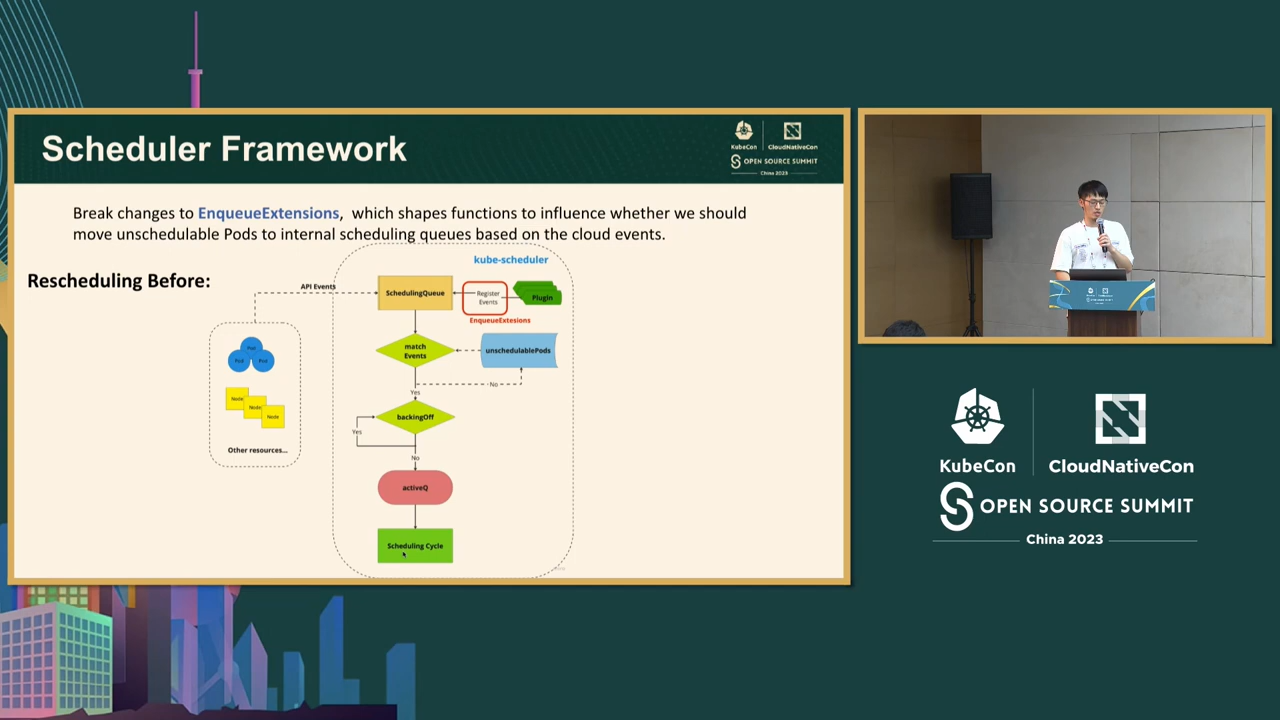 Scheduler Framework
KubeCon
CloudNativeCon
OPEN SOURCE SUMMIT
China 2023
Break changes to EnqueueExtensions, which shapes functions to influence whether we should
move unschedulable Pods to internal scheduling queues based on the cloud events.
Rescheduling Before:
kube-scheduler
API Events
SchedulingQueue
Register
Events
Plugin
EnqueueExtesions
match
Events
unschedulablePods
No
Yes
Pod
Pod
Pod
Node
Node
Node
Other resources...
backingOff
Yes
No
activeQ
Scheduling Cycle
KubeCon
CloudNativeCon
OPEN SOURCE SUMMIT
China 2023